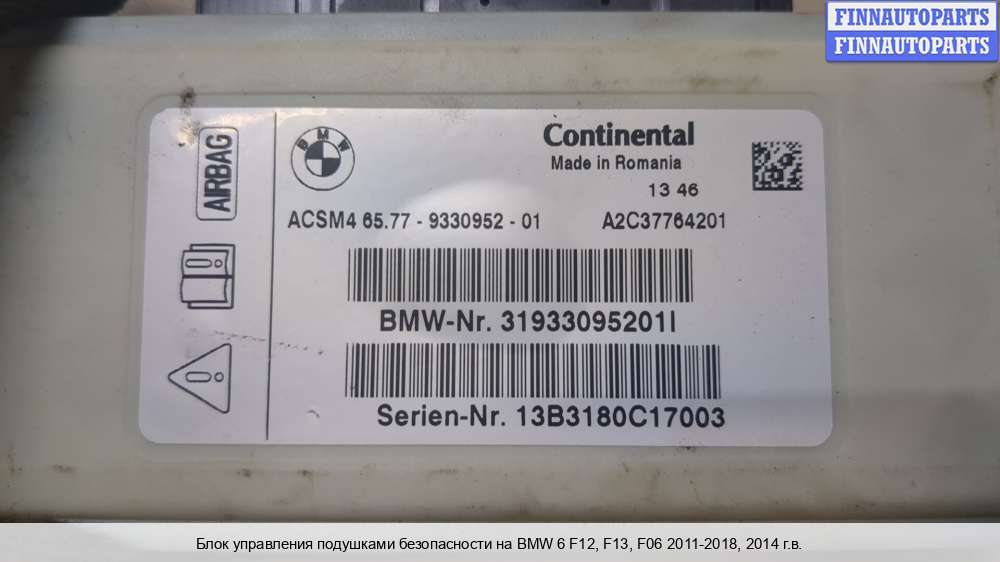 FINNAUTOPARTS
FINNAUTOPARTS
AIRBAG
BMW
Continental
Made in Romania
13 46
ACSM4 65.77 - 9330952 - 01 A2C37764201
BMW-Nr. 31933095201I
Serien-Nr. 13B3180C17003
Блок управления подушками безопасности на BMW 6 F12, F13, F06 2011-2018, 2014 г.в.